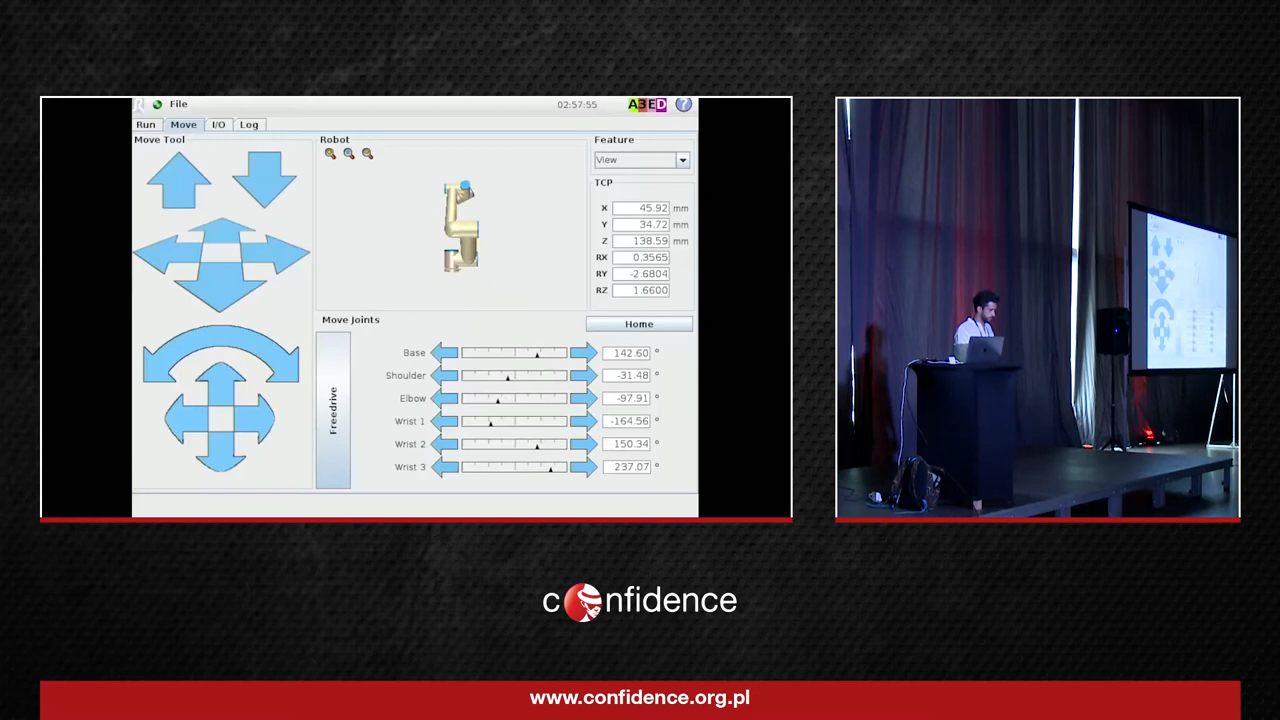 File
02:57:55
A3ED
?
Run
Move
I/O
Log
Move Tool
Robot
Feature
View
TCP
X 45.92 mm
Y 34.72 mm
Z 138.59 mm
RX 0.3565
RY -2.6804
RZ 1.6600
Move Joints
Home
Freedrive
Base 142.60 °
Shoulder -31.48 °
Elbow -97.91 °
Wrist 1 -164.56 °
Wrist 2 150.34 °
Wrist 3 237.07 °
confidence
www.confidence.org.pl